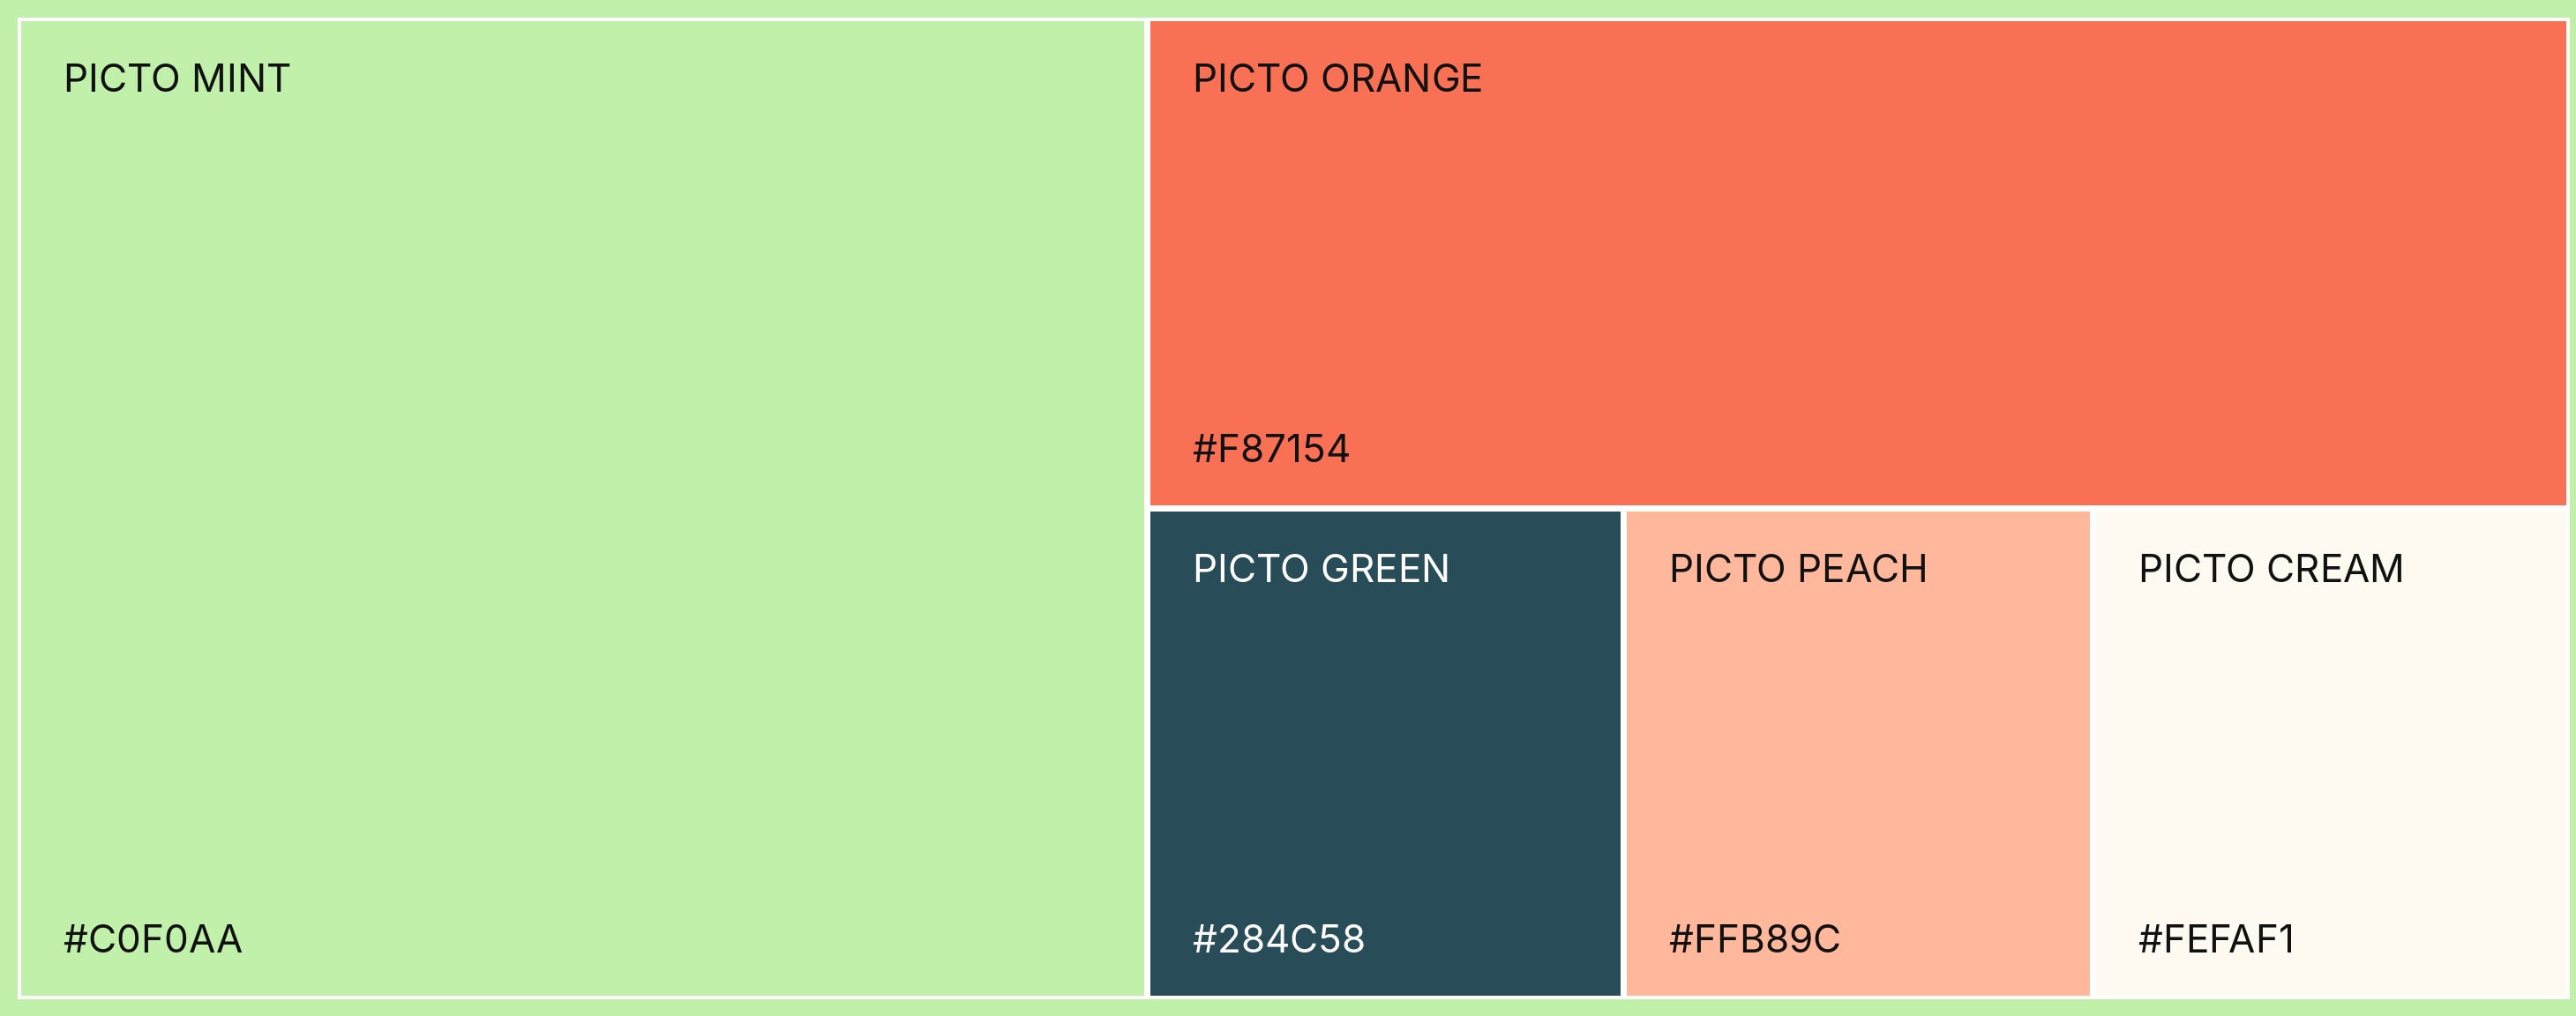 PICTO MINT
#C0F0AA
PICTO ORANGE
#F87154
PICTO GREEN
#284C58
PICTO PEACH
#FFB89C
PICTO CREAM
#FEFAF1